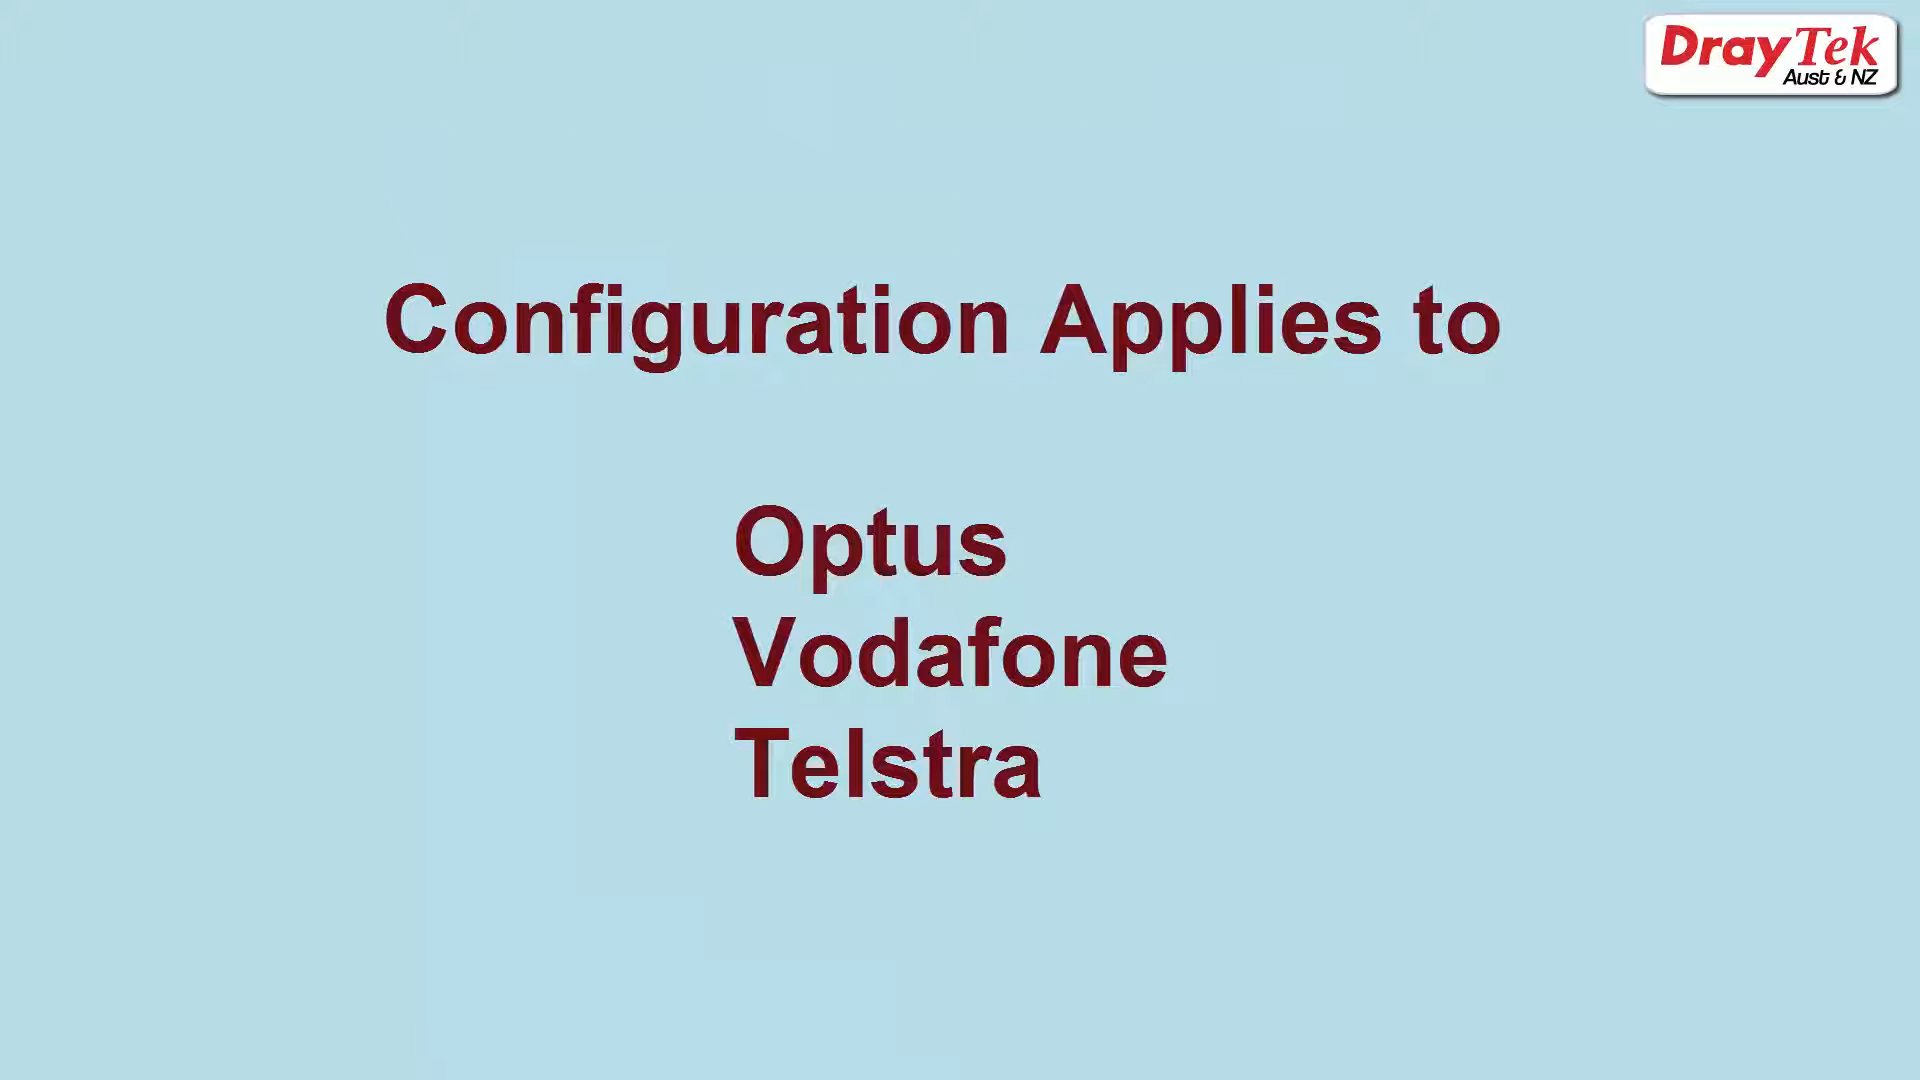 DrayTek
Aust & NZ
Configuration Applies to
Optus
Vodafone
Telstra